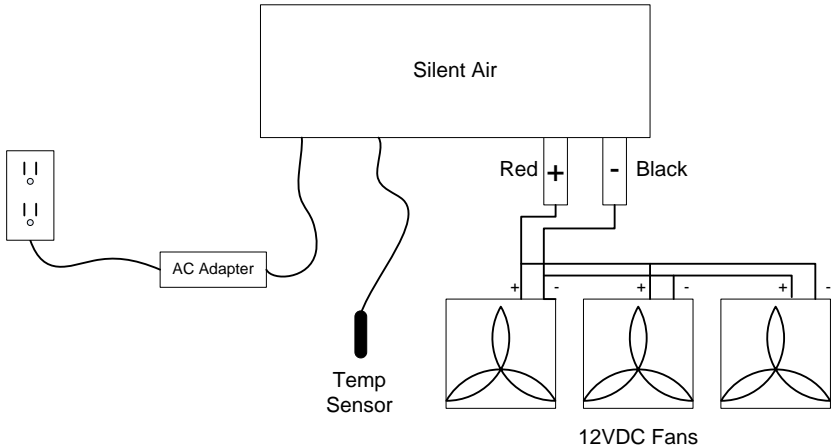 Silent Air
Red + - Black
AC Adapter
+ - + - + -
Temp
Sensor
12VDC Fans